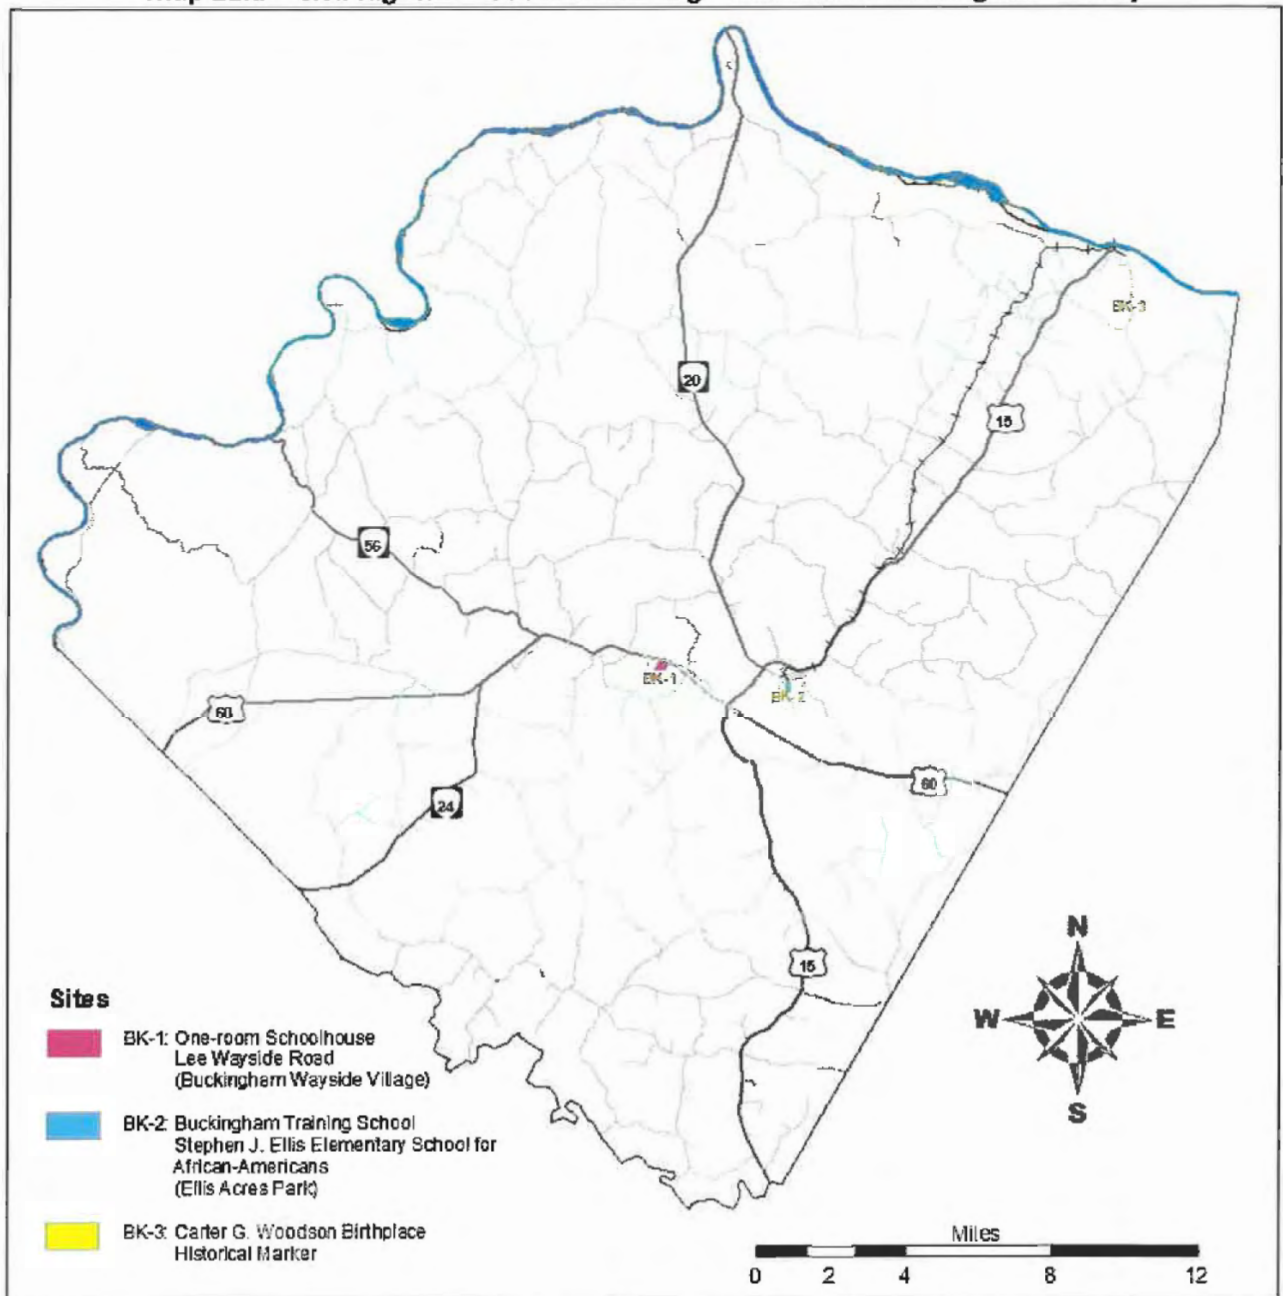 20
BK-3
15
56
BK-1
BK-2
60
60
24
15
N
W E
S
Sites
BK-1: One-room Schoolhouse
Lee Wayside Road
(Buckingham Wayside Village)
BK-2: Buckingham Training School
Stephen J. Ellis Elementary School for
African-Americans
(Ellis Acres Park)
BK-3: Carter G. Woodson Birthplace
Historical Marker
Miles
0 2 4 8 12